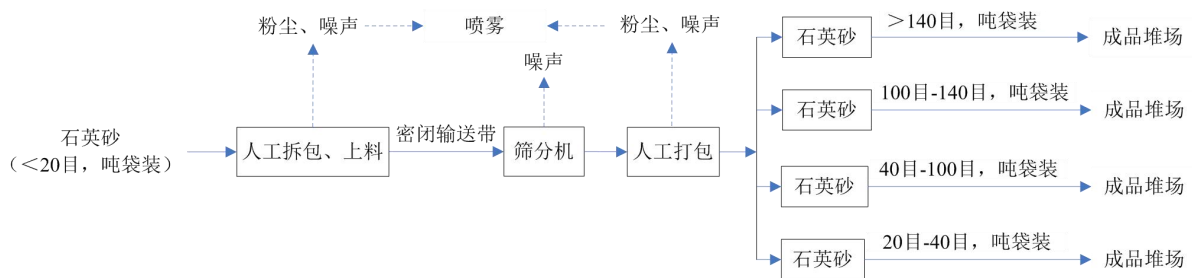 粉尘、噪声
喷雾
粉尘、噪声
噪声
石英砂
（＜20目，吨袋装）
人工拆包、上料
密闭输送带
筛分机
人工打包
石英砂
＞140目，吨袋装
成品堆场
石英砂
100目-140目，吨袋装
成品堆场
石英砂
40目-100目，吨袋装
成品堆场
石英砂
20目-40目，吨袋装
成品堆场